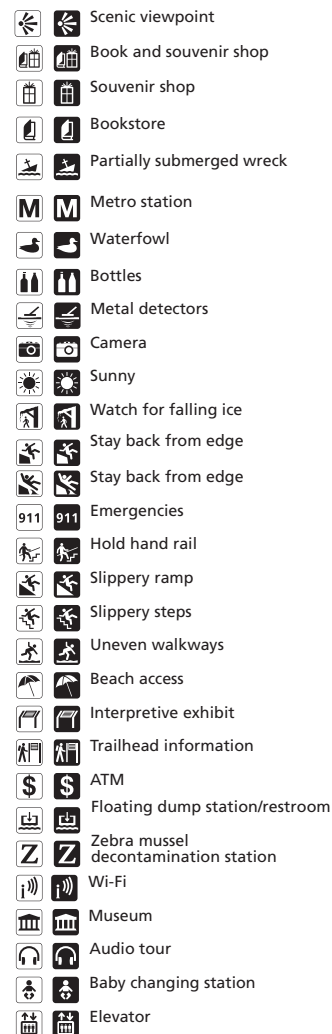 Scenic viewpoint
Book and souvenir shop
Souvenir shop
Bookstore
Partially submerged wreck
M M Metro station
Waterfowl
Bottles
Metal detectors
Camera
Sunny
Watch for falling ice
Stay back from edge
Stay back from edge
911 911 Emergencies
Hold hand rail
Slippery ramp
Slippery steps
Uneven walkways
Beach access
Interpretive exhibit
Trailhead information
$ $ ATM
Floating dump station/restroom
Z Z Zebra mussel
decontamination station
i i Wi-Fi
Museum
Audio tour
Baby changing station
Elevator